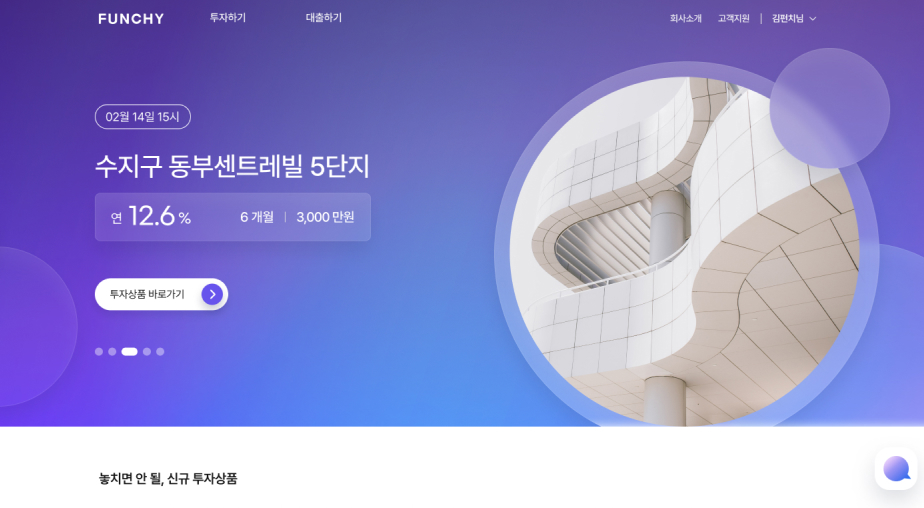 FUNCHY 투자하기 대출하기 회사소개 고객지원 | 김펀치님
02월 14일 15시
수지구 동부센트레빌 5단지
연 12.6 % 6 개월 | 3,000 만원
투자상품 바로가기
놓치면 안 될, 신규 투자상품